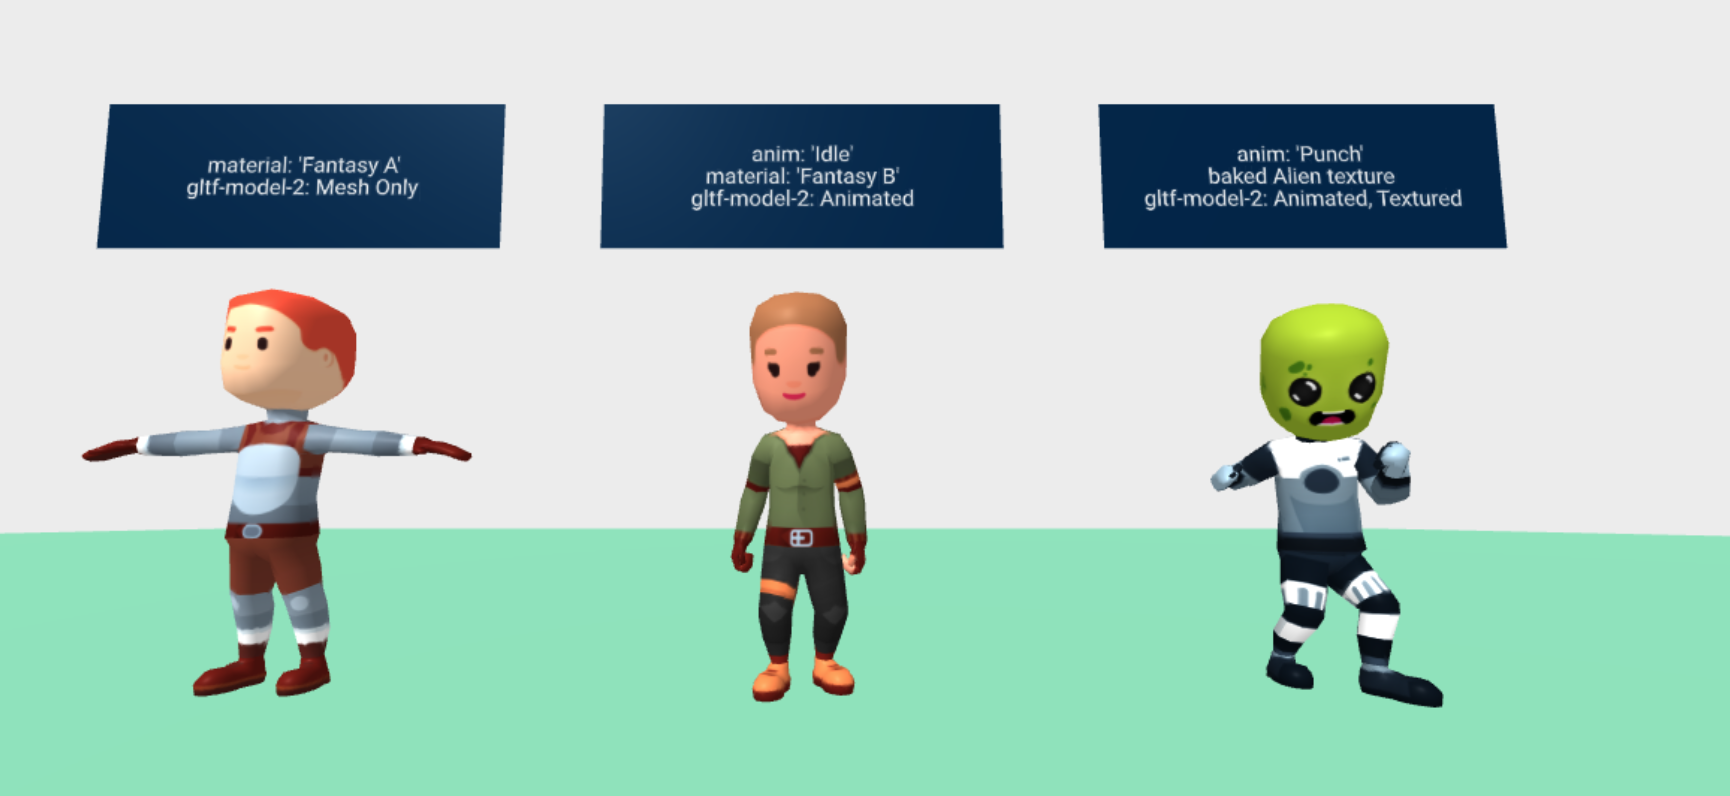 material: 'Fantasy A'
gltf-model-2: Mesh Only
anim: 'Idle'
material: 'Fantasy B'
gltf-model-2: Animated
anim: 'Punch'
baked Alien texture
gltf-model-2: Animated, Textured